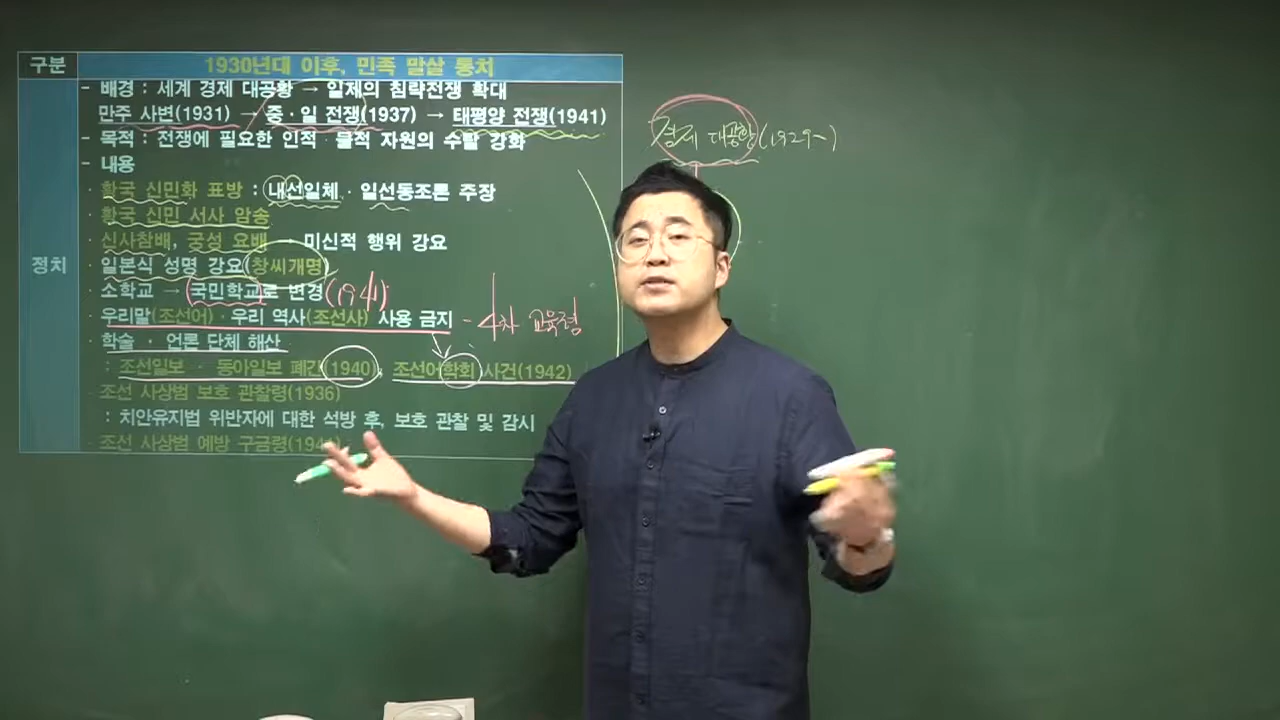 구분
1930년대 이후, 민족 말살 통치
정치
- 배경 : 세계 경제 대공황 → 일제의 침략전쟁 확대
만주 사변(1931) → 중·일 전쟁(1937) → 태평양 전쟁(1941)
- 목적 : 전쟁에 필요한 인적·물적 자원의 수탈 강화
- 내용
· 황국 신민화 표방 : 내선일체 · 일선동조론 주장
· 황국 신민 서사 암송
· 신사참배, 궁성 요배 미신적 행위 강요
· 일본식 성명 강요(창씨개명)
· 소학교 → 국민학교로 변경 (1941)
· 우리말(조선어) · 우리 역사(조선사) 사용 금지 - 4차 교육령
· 학술 · 언론 단체 해산
: 조선일보 · 동아일보 폐간(1940), 조선어학회 사건(1942)
· 조선 사상범 보호 관찰령(1936)
: 치안유지법 위반자에 대한 석방 후, 보호 관찰 및 감시
· 조선 사상범 예방 구금령(1941)
경제 대공황(1929~)